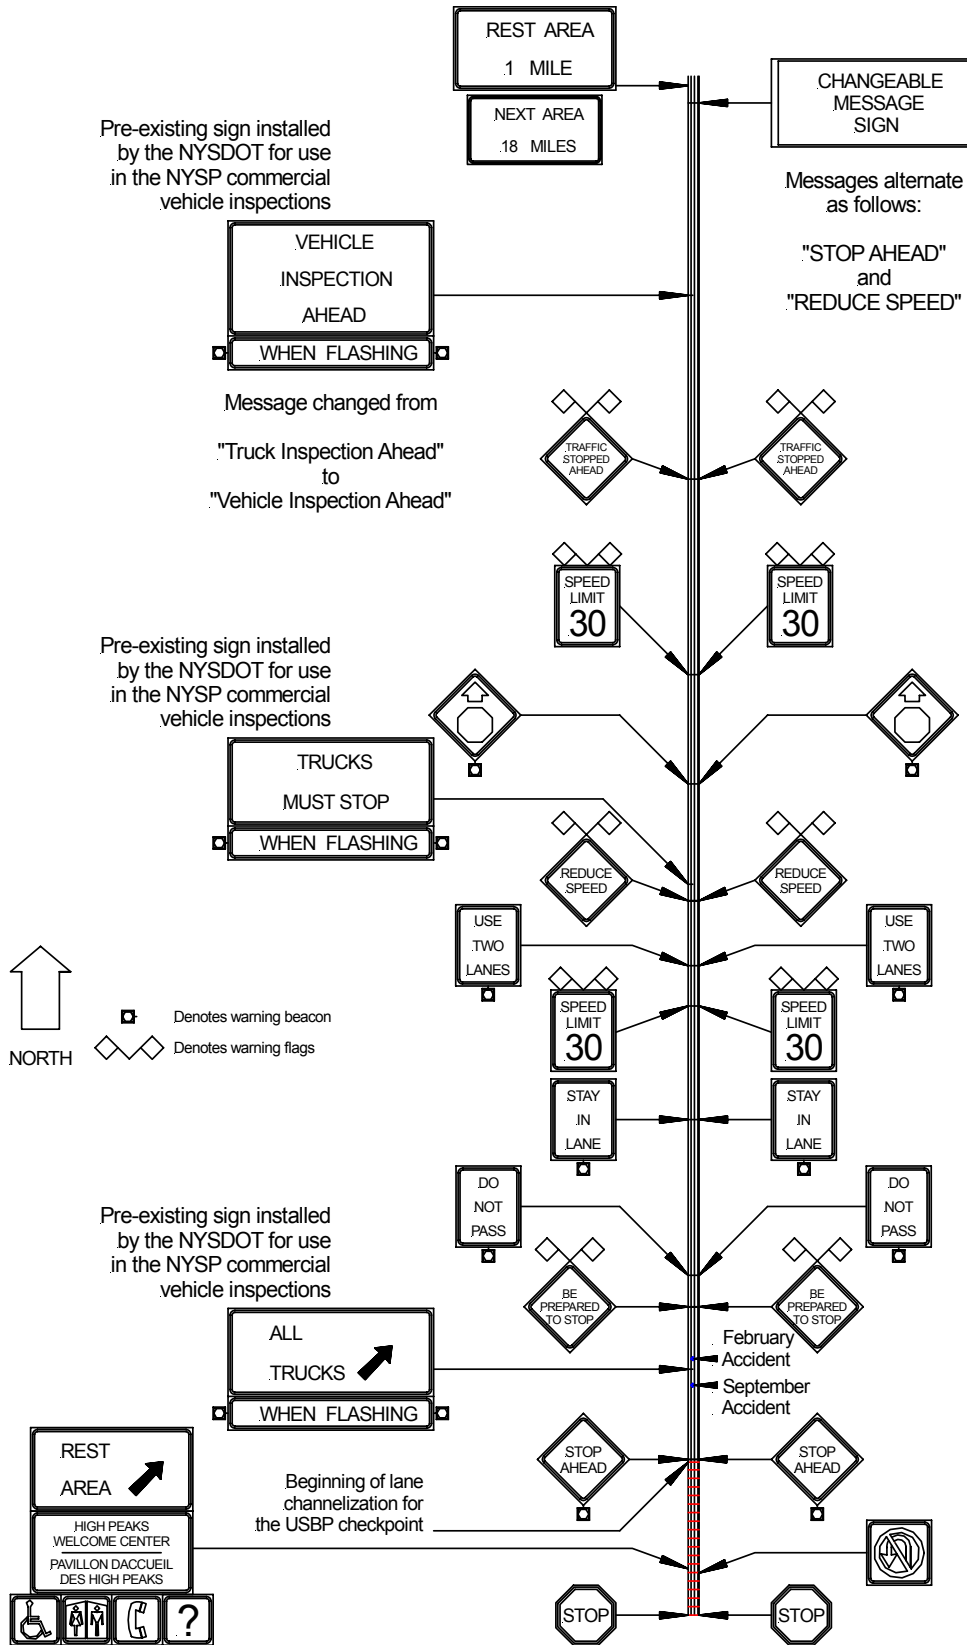 REST AREA
1 MILE
NEXT AREA
18 MILES
CHANGEABLE
MESSAGE
SIGN
Messages alternate
as follows:
"STOP AHEAD"
and
"REDUCE SPEED"
Pre-existing sign installed
by the NYSDOT for use
in the NYSP commercial
vehicle inspections
VEHICLE
INSPECTION
AHEAD
WHEN FLASHING
Message changed from
"Truck Inspection Ahead"
to
"Vehicle Inspection Ahead"
TRAFFIC
STOPPED
AHEAD
TRAFFIC
STOPPED
AHEAD
SPEED
LIMIT
30
SPEED
LIMIT
30
Pre-existing sign installed
by the NYSDOT for use
in the NYSP commercial
vehicle inspections
TRUCKS
MUST STOP
WHEN FLASHING
REDUCE
SPEED
REDUCE
SPEED
USE
TWO
LANES
USE
TWO
LANES
NORTH
Denotes warning beacon
Denotes warning flags
SPEED
LIMIT
30
SPEED
LIMIT
30
STAY
IN
LANE
STAY
IN
LANE
DO
NOT
PASS
DO
NOT
PASS
Pre-existing sign installed
by the NYSDOT for use
in the NYSP commercial
vehicle inspections
BE
PREPARED
TO STOP
BE
PREPARED
TO STOP
ALL
TRUCKS
WHEN FLASHING
February
Accident
September
Accident
STOP
AHEAD
STOP
AHEAD
Beginning of lane
channelization for
the USBP checkpoint
REST
AREA
HIGH PEAKS
WELCOME CENTER
PAVILLON DACCUEIL
DES HIGH PEAKS
?
STOP
STOP